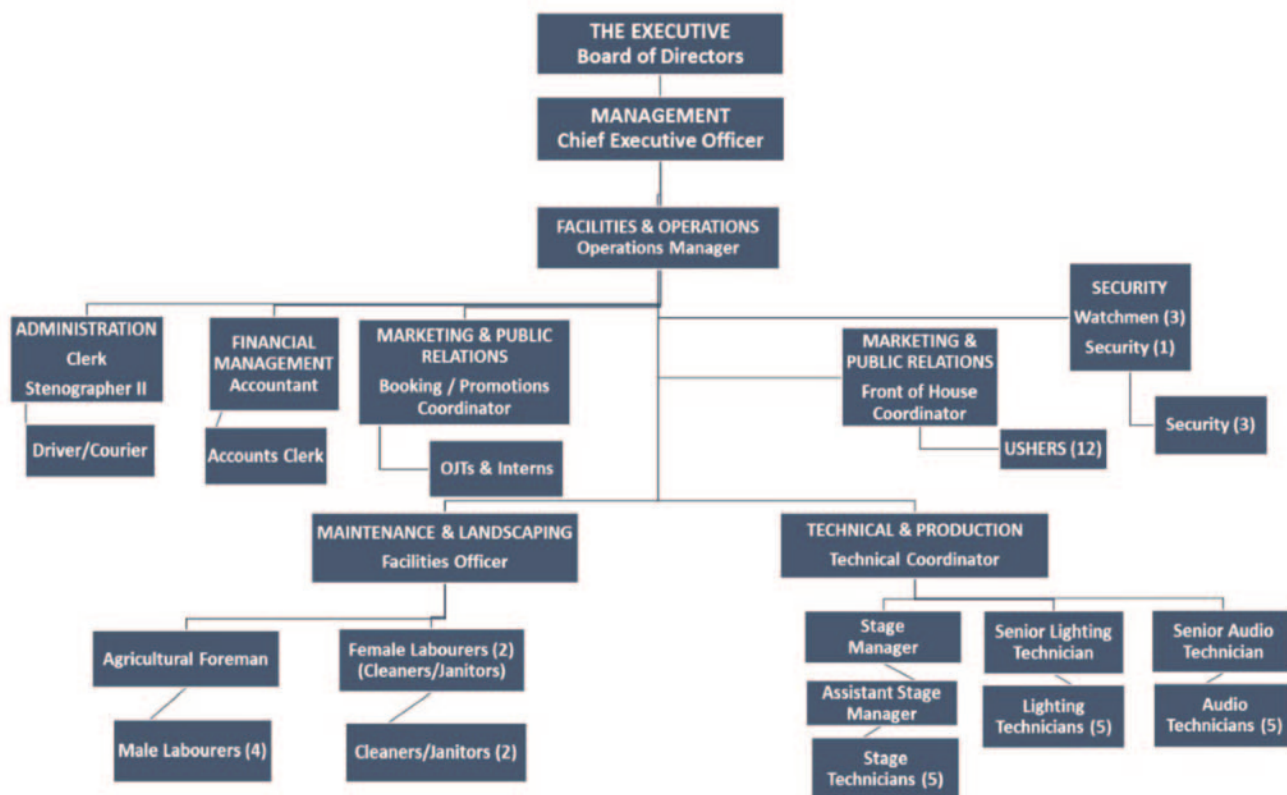 THE EXECUTIVE
Board of Directors
MANAGEMENT
Chief Executive Officer
FACILITIES & OPERATIONS
Operations Manager
ADMINISTRATION
Clerk
Stenographer II
Driver/Courier
FINANCIAL
MANAGEMENT
Accountant
Accounts Clerk
MARKETING & PUBLIC
RELATIONS
Booking / Promotions
Coordinator
OJTs & Interns
MARKETING &
PUBLIC RELATIONS
Front of House
Coordinator
USHERS (12)
SECURITY
Watchmen (3)
Security (1)
Security (3)
MAINTENANCE & LANDSCAPING
Facilities Officer
Agricultural Foreman
Male Labourers (4)
Female Labourers (2)
(Cleaners/Janitors)
Cleaners/Janitors (2)
TECHNICAL & PRODUCTION
Technical Coordinator
Stage
Manager
Assistant Stage
Manager
Stage
Technicians (5)
Senior Lighting
Technician
Lighting
Technicians (5)
Senior Audio
Technician
Audio
Technicians (5)